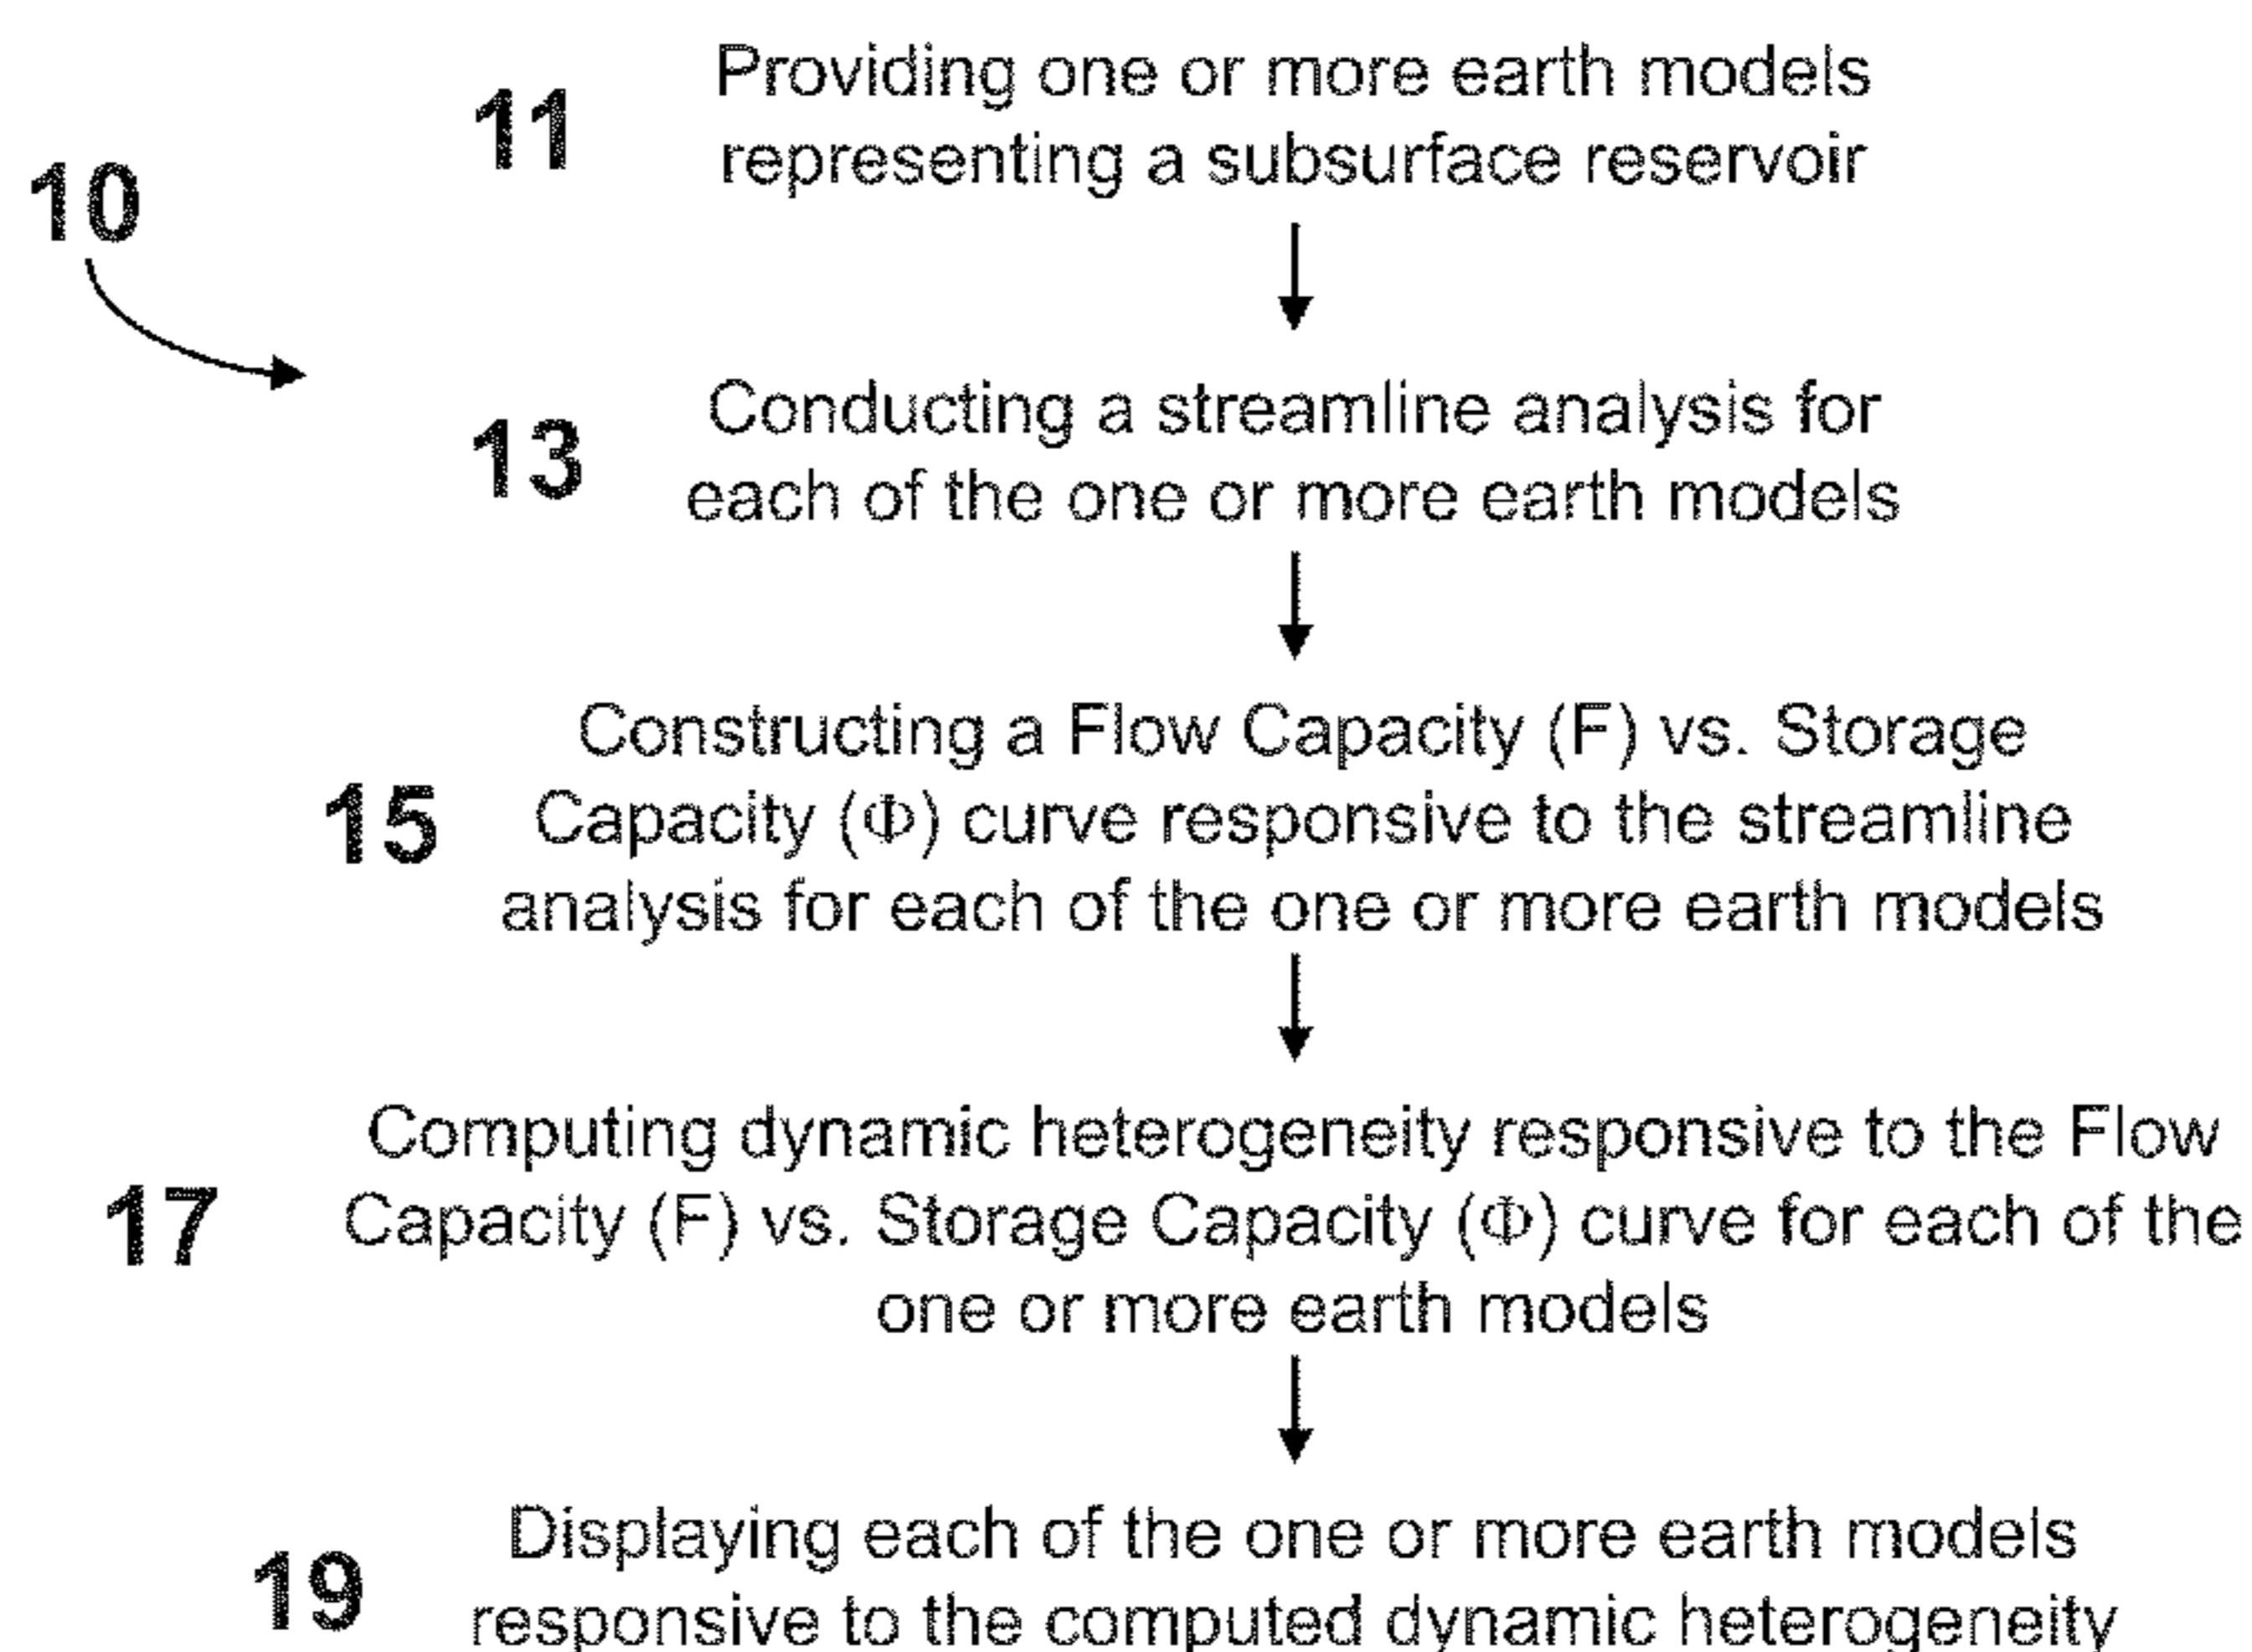 10
11
Providing one or more earth models
representing a subsurface reservoir
13
Conducting a streamline analysis for
each of the one or more earth models
15
Constructing a Flow Capacity (F) vs. Storage
Capacity (Φ) curve responsive to the streamline
analysis for each of the one or more earth models
17
Computing dynamic heterogeneity responsive to the Flow
Capacity (F) vs. Storage Capacity (Φ) curve for each of the
one or more earth models
19
Displaying each of the one or more earth models
responsive to the computed dynamic heterogeneity